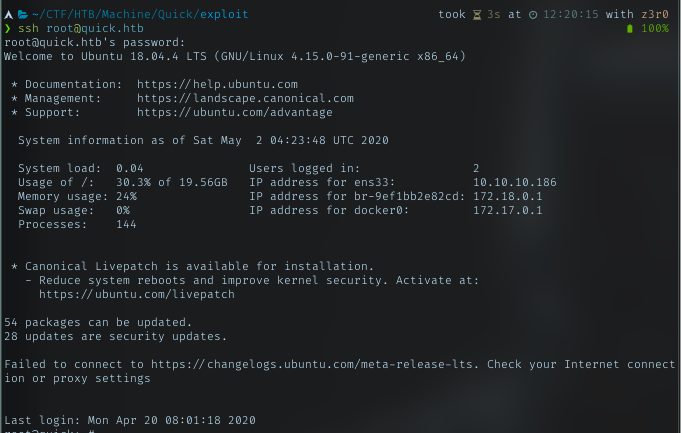 ~/CTF/HTB/Machine/Quick/exploit took 3s at 12:20:15 with z3r0
❯ ssh root@quick.htb 100%
root@quick.htb's password:
Welcome to Ubuntu 18.04.4 LTS (GNU/Linux 4.15.0-91-generic x86_64)
* Documentation: https://help.ubuntu.com
* Management: https://landscape.canonical.com
* Support: https://ubuntu.com/advantage
System information as of Sat May 2 04:23:48 UTC 2020
System load: 0.04 Users logged in: 2
Usage of /: 30.3% of 19.56GB IP address for ens33: 10.10.10.186
Memory usage: 24% IP address for br-9ef1bb2e82cd: 172.18.0.1
Swap usage: 0% IP address for docker0: 172.17.0.1
Processes: 144
* Canonical Livepatch is available for installation.
- Reduce system reboots and improve kernel security. Activate at:
https://ubuntu.com/livepatch
54 packages can be updated.
28 updates are security updates.
Failed to connect to https://changelogs.ubuntu.com/meta-release-lts. Check your Internet connect
ion or proxy settings
Last login: Mon Apr 20 08:01:18 2020